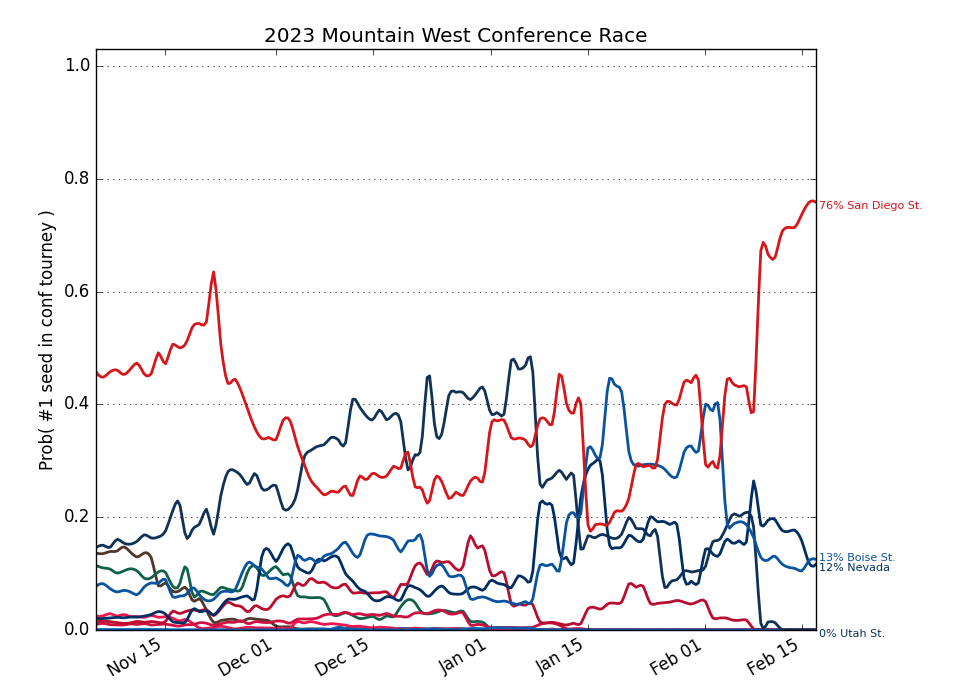 2023 Mountain West Conference Race
Prob( #1 seed in conf tourney )
1.0
0.8
0.6
0.4
0.2
0.0
76% San Diego St.
13% Boise St.
12% Nevada
0% Utah St.
Nov 15
Dec 01
Dec 15
Jan 01
Jan 15
Feb 01
Feb 15